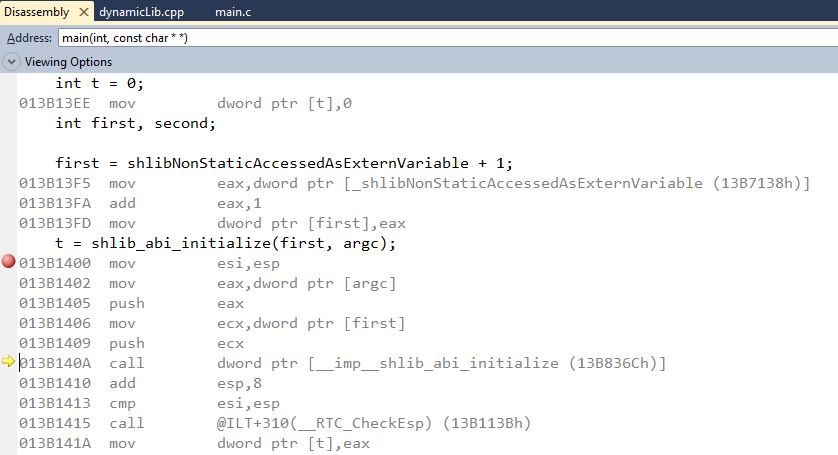 Disassembly dynamicLib.cpp main.c
Address: main(int, const char * *)
Viewing Options
int t = 0;
013B13EE mov dword ptr [t],0
int first, second;
first = shlibNonStaticAccessedAsExternVariable + 1;
013B13F5 mov eax,dword ptr [_shlibNonStaticAccessedAsExternVariable (13B7138h)]
013B13FA add eax,1
013B13FD mov dword ptr [first],eax
t = shlib_abi_initialize(first, argc);
013B1400 mov esi,esp
013B1402 mov eax,dword ptr [argc]
013B1405 push eax
013B1406 mov ecx,dword ptr [first]
013B1409 push ecx
013B140A call dword ptr [__imp__shlib_abi_initialize (13B836Ch)]
013B1410 add esp,8
013B1413 cmp esi,esp
013B1415 call @ILT+310(__RTC_CheckEsp) (13B113Bh)
013B141A mov dword ptr [t],eax